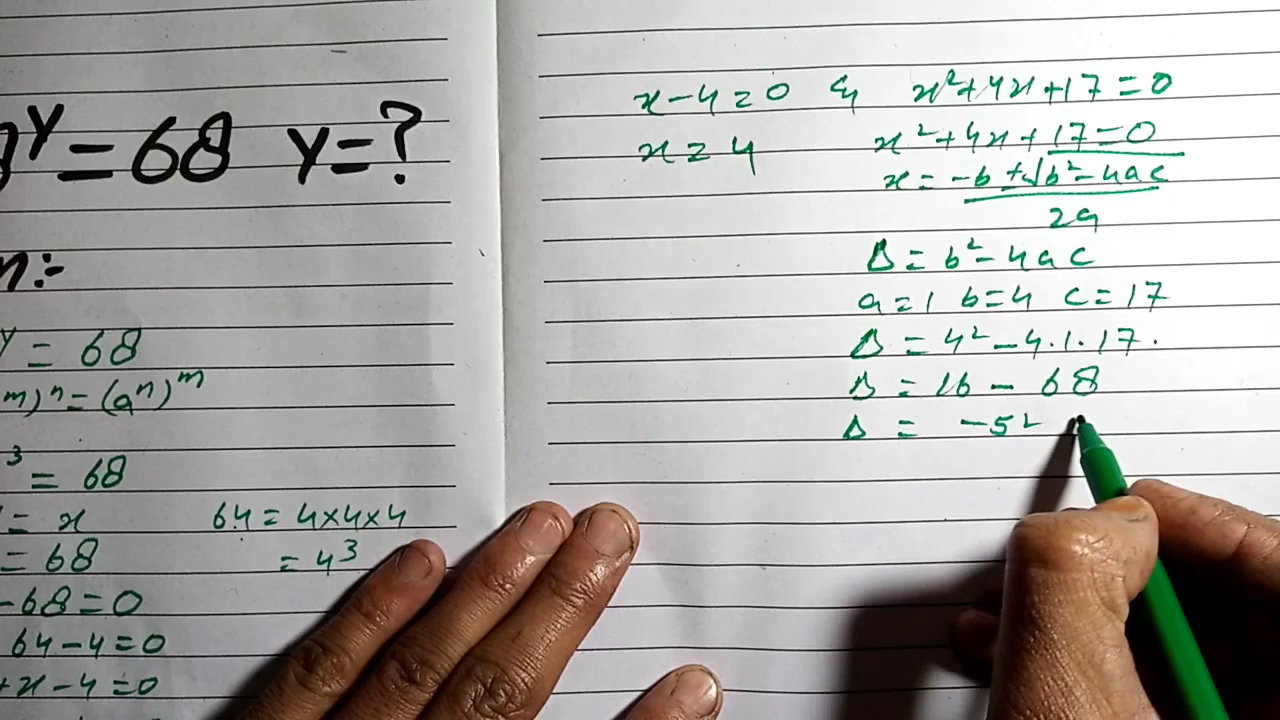 y = 68 y = ?
n :-
y = 68
m)ⁿ = (aⁿ)ᵐ
³ = 68
= x 64 = 4×4×4
= 68 = 4³
-68 = 0
64 - 4 = 0
+ x - 4 = 0
x - 4 = 0 & x² + 4x + 17 = 0
x = 4 x² + 4x + 17 = 0
x = -b ± √b² - 4ac
2a
Δ = b² - 4ac
a = 1 b = 4 c = 17
Δ = 4² - 4·1·17.
Δ = 16 - 68
Δ = -52